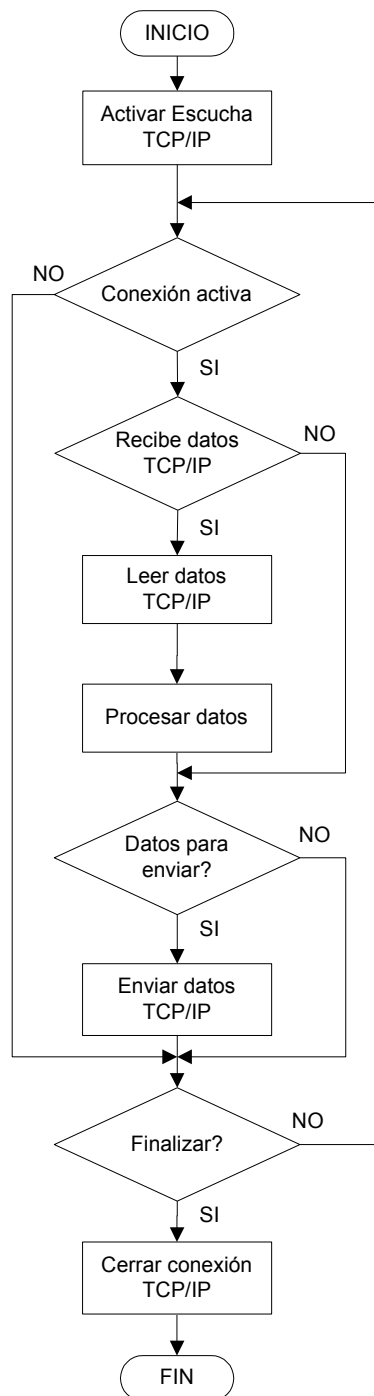 INICIO
Activar Escucha
TCP/IP
NO
Conexión activa
SI
Recibe datos
TCP/IP
NO
SI
Leer datos
TCP/IP
Procesar datos
Datos para
enviar?
NO
SI
Enviar datos
TCP/IP
Finalizar?
NO
SI
Cerrar conexión
TCP/IP
FIN